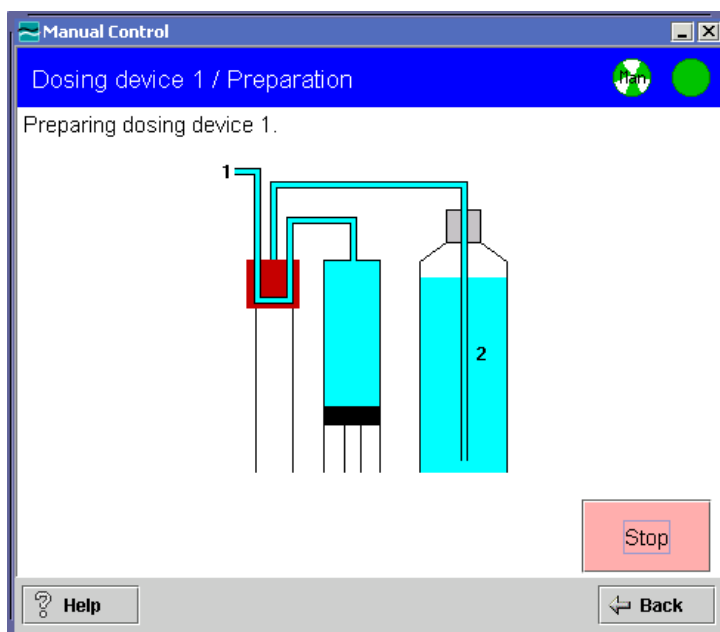 Manual Control
Dosing device 1 / Preparation
Man
Preparing dosing device 1.
1
2
Stop
Help
Back